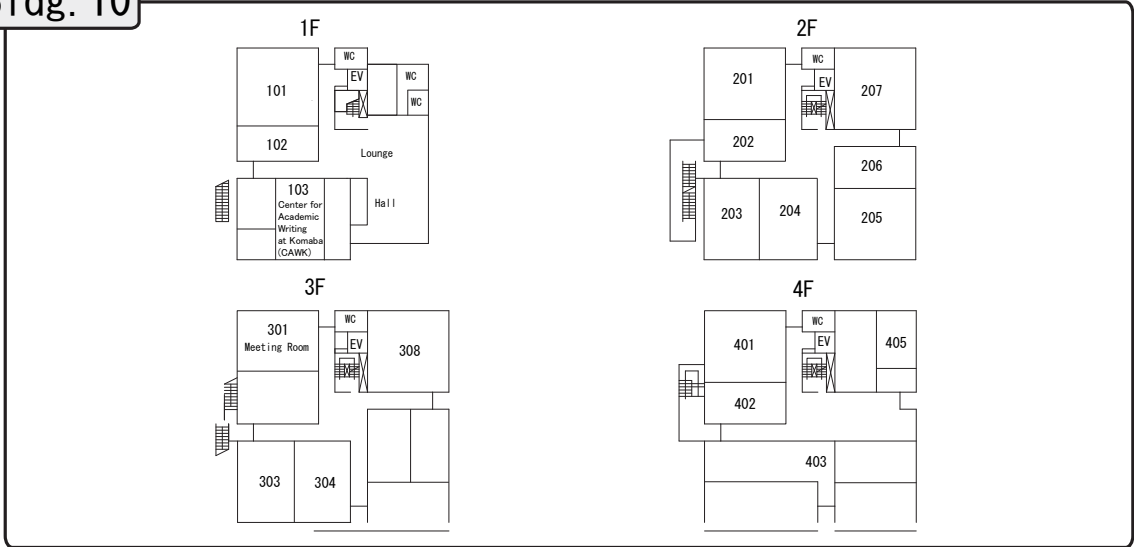 Bldg. 10
1F
WC
EV
WC
WC
101
102
Lounge
103
Center for
Academic
Writing
at Komaba
(CAWK)
Hall
2F
WC
EV
201
207
202
206
203
204
205
3F
WC
EV
301
Meeting Room
308
303
304
4F
WC
EV
401
405
402
403